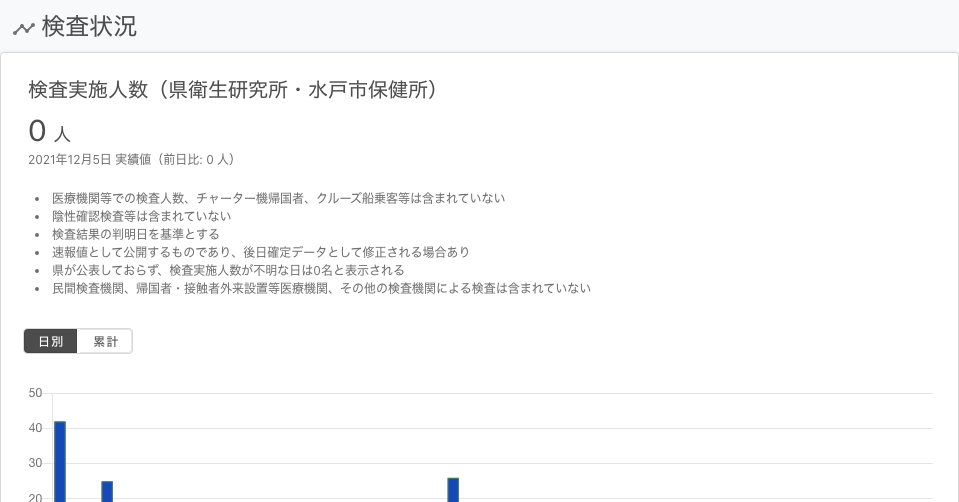 検査状況
検査実施人数（県衛生研究所・水戸市保健所）
0 人
2021年12月5日 実績値（前日比: 0 人）
• 医療機関等での検査人数、チャーター機帰国者、クルーズ船乗客等は含まれていない
• 陰性確認検査等は含まれていない
• 検査結果の判明日を基準とする
• 速報値として公開するものであり、後日確定データとして修正される場合あり
• 県が公表しておらず、検査実施人数が不明な日は0名と表示される
• 民間検査機関、帰国者・接触者外来設置等医療機関、その他の検査機関による検査は含まれていない
日別 累計
50
40
30
20